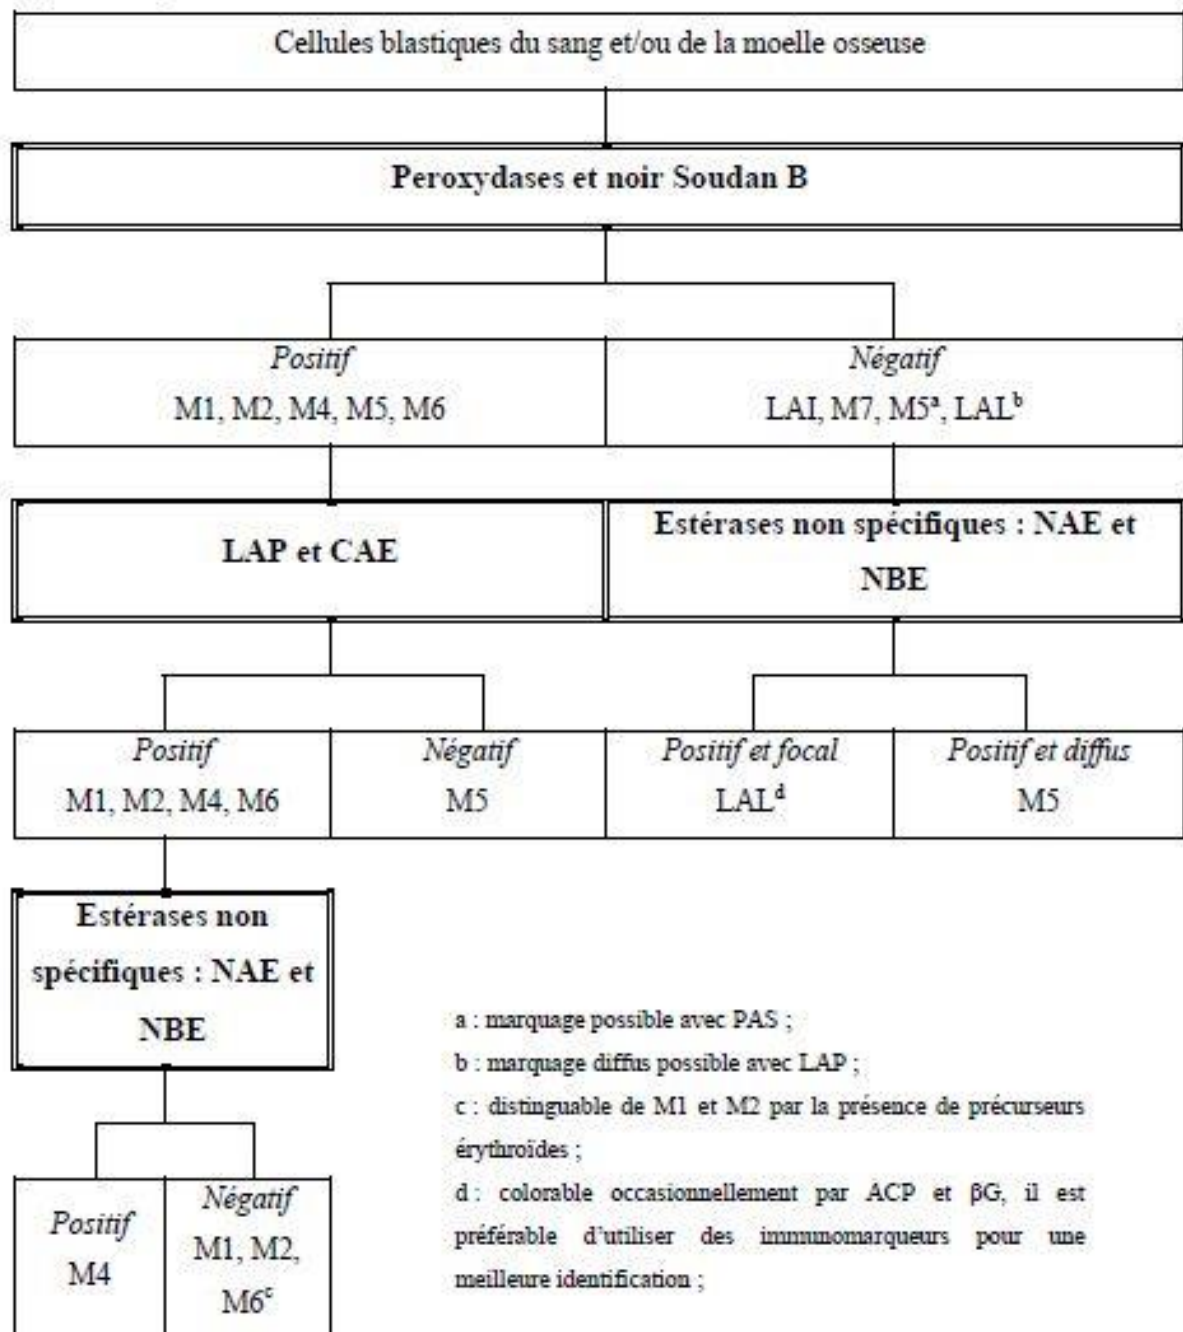 Cellules blastiques du sang et/ou de la moelle osseuse
Peroxydases et noir Soudan B
Positif
M1, M2, M4, M5, M6
Négatif
LAI, M7, M5ᵃ, LALᵇ
LAP et CAE
Estérases non spécifiques : NAE et
NBE
Positif
M1, M2, M4, M6
Négatif
M5
Positif et focal
LALᵈ
Positif et diffus
M5
Estérases non
spécifiques : NAE et
NBE
Positif
M4
Négatif
M1, M2,
M6ᶜ
a : marquage possible avec PAS ;
b : marquage diffus possible avec LAP ;
c : distinguable de M1 et M2 par la présence de précurseurs
érythroïdes ;
d : colorable occasionnellement par ACP et βG, il est
préférable d'utiliser des immunomarqueurs pour une
meilleure identification ;